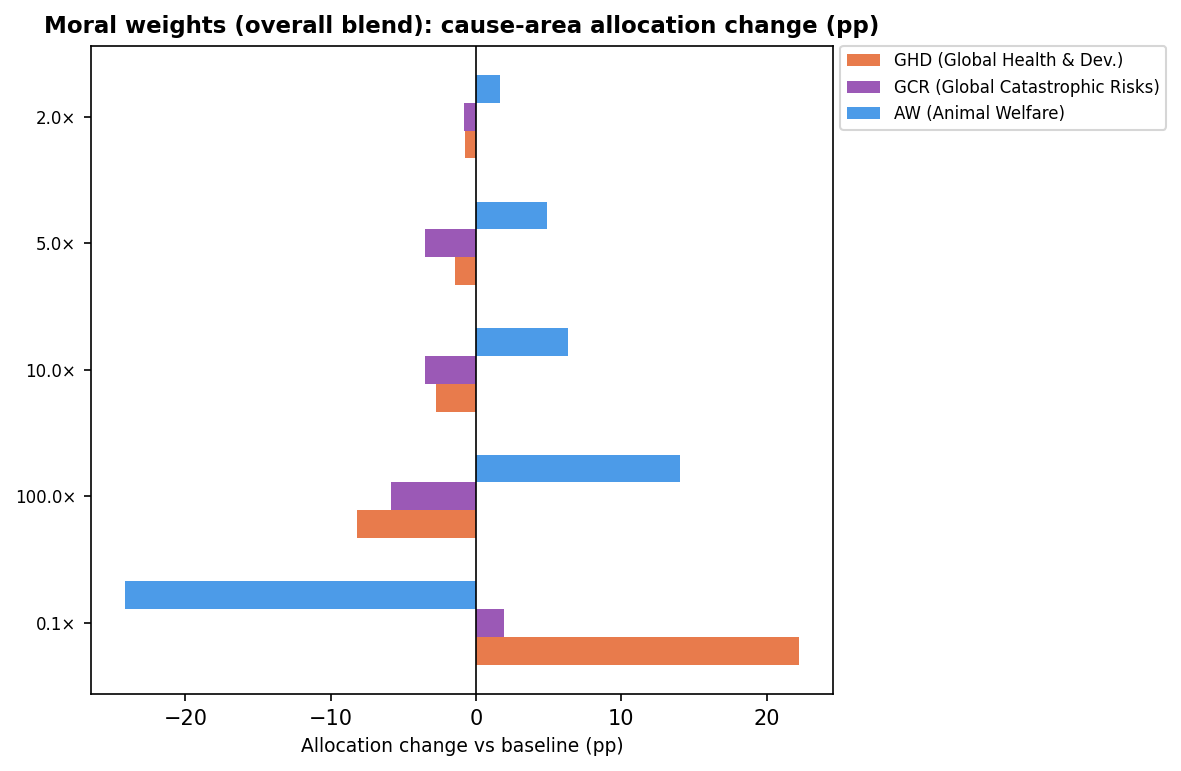 Moral weights (overall blend): cause-area allocation change (pp)
GHD (Global Health & Dev.)
GCR (Global Catastrophic Risks)
AW (Animal Welfare)
2.0×
5.0×
10.0×
100.0×
0.1×
−20 −10 0 10 20
Allocation change vs baseline (pp)